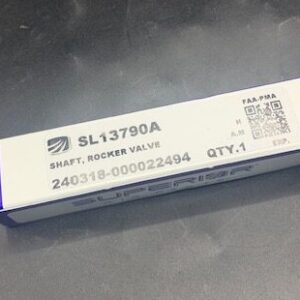 FAA-PMA
SL13790A
SHAFT, ROCKER VALVE
240318-000022494
QTY.1
SUPERIOR